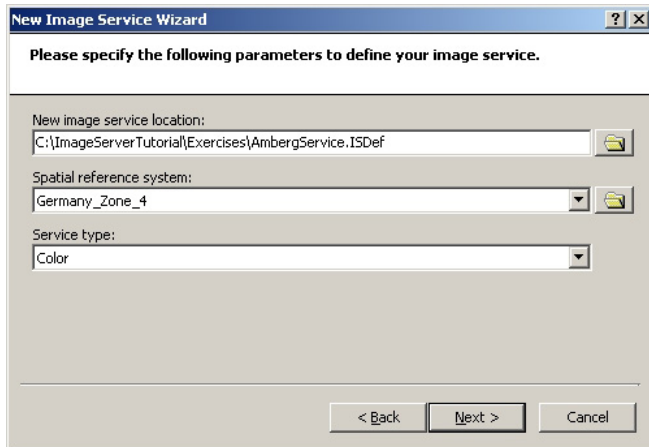 New Image Service Wizard
Please specify the following parameters to define your image service.
New image service location:
C:\ImageServerTutorial\Exercises\AmbergService.ISDef
Spatial reference system:
Germany_Zone_4
Service type:
Color
< Back
Next >
Cancel